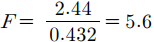 F = 2.44 / 0.432 = 5.6